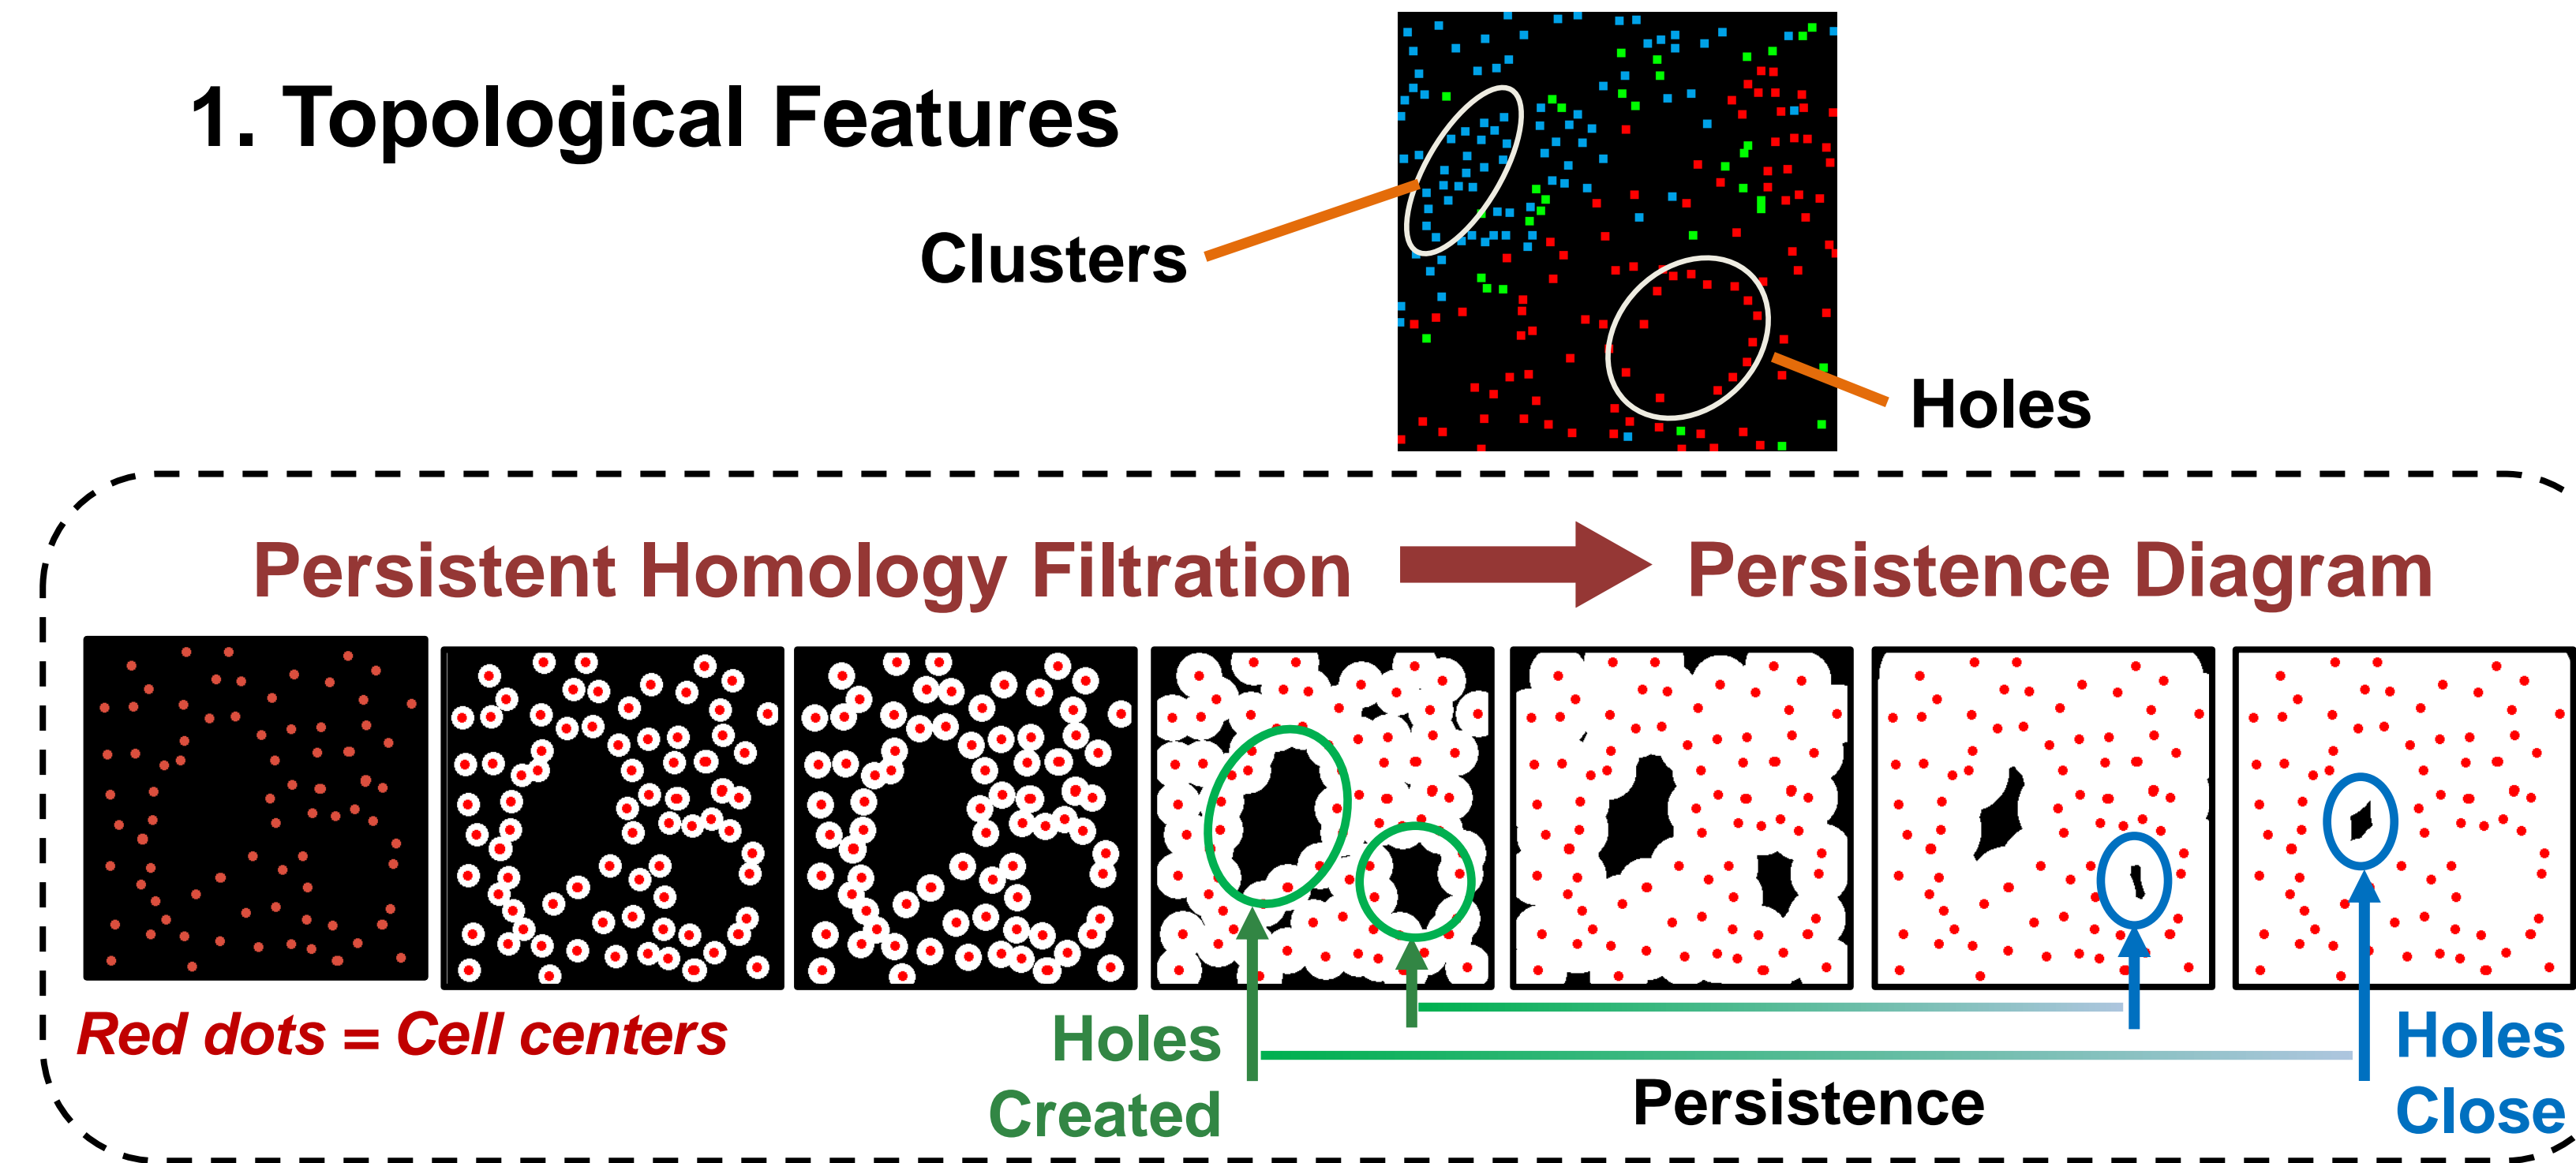 1. Topological Features
Clusters
Holes
Persistent Homology Filtration
Persistence Diagram
Red dots = Cell centers
Holes
Created
Persistence
Holes
Close